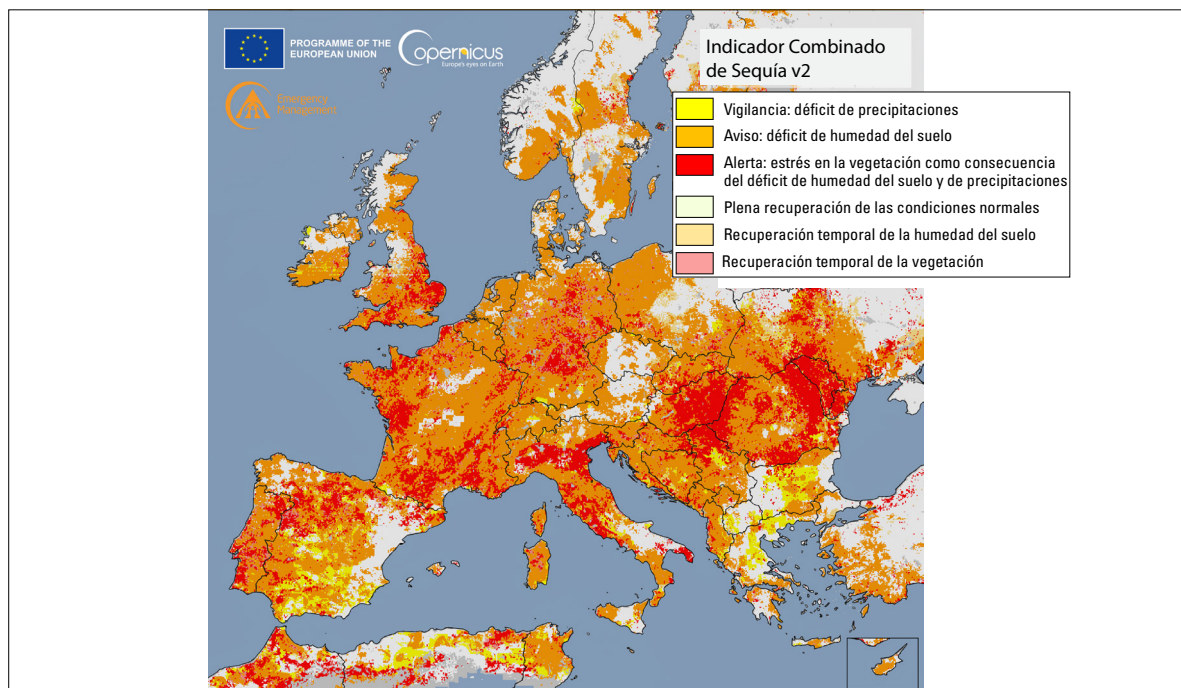 PROGRAMME OF THE
EUROPEAN UNION
opernicus
Europe's eyes on Earth
Emergency
Management
Indicador Combinado
de Sequía v2
Vigilancia: déficit de precipitaciones
Aviso: déficit de humedad del suelo
Alerta: estrés en la vegetación como consecuencia
del déficit de humedad del suelo y de precipitaciones
Plena recuperación de las condiciones normales
Recuperación temporal de la humedad del suelo
Recuperación temporal de la vegetación